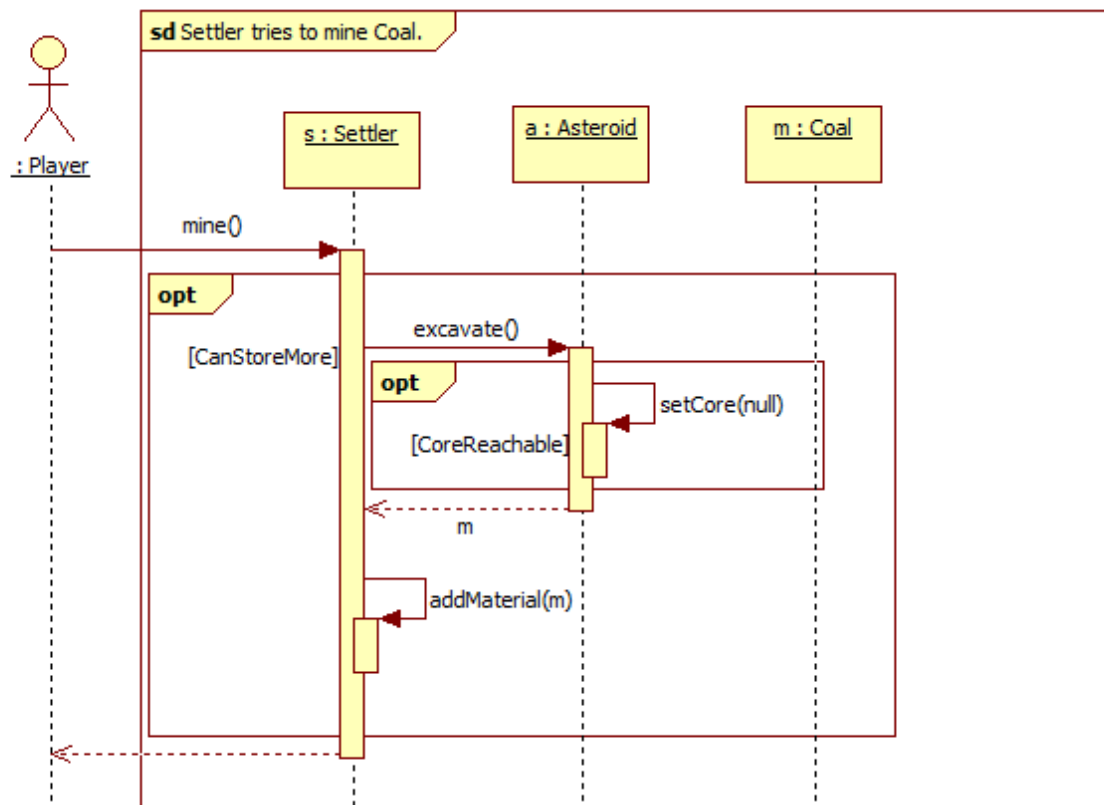 sd Settler tries to mine Coal.
: Player
s : Settler
a : Asteroid
m : Coal
mine()
opt
excavate()
[CanStoreMore]
opt
setCore(null)
[CoreReachable]
m
addMaterial(m)